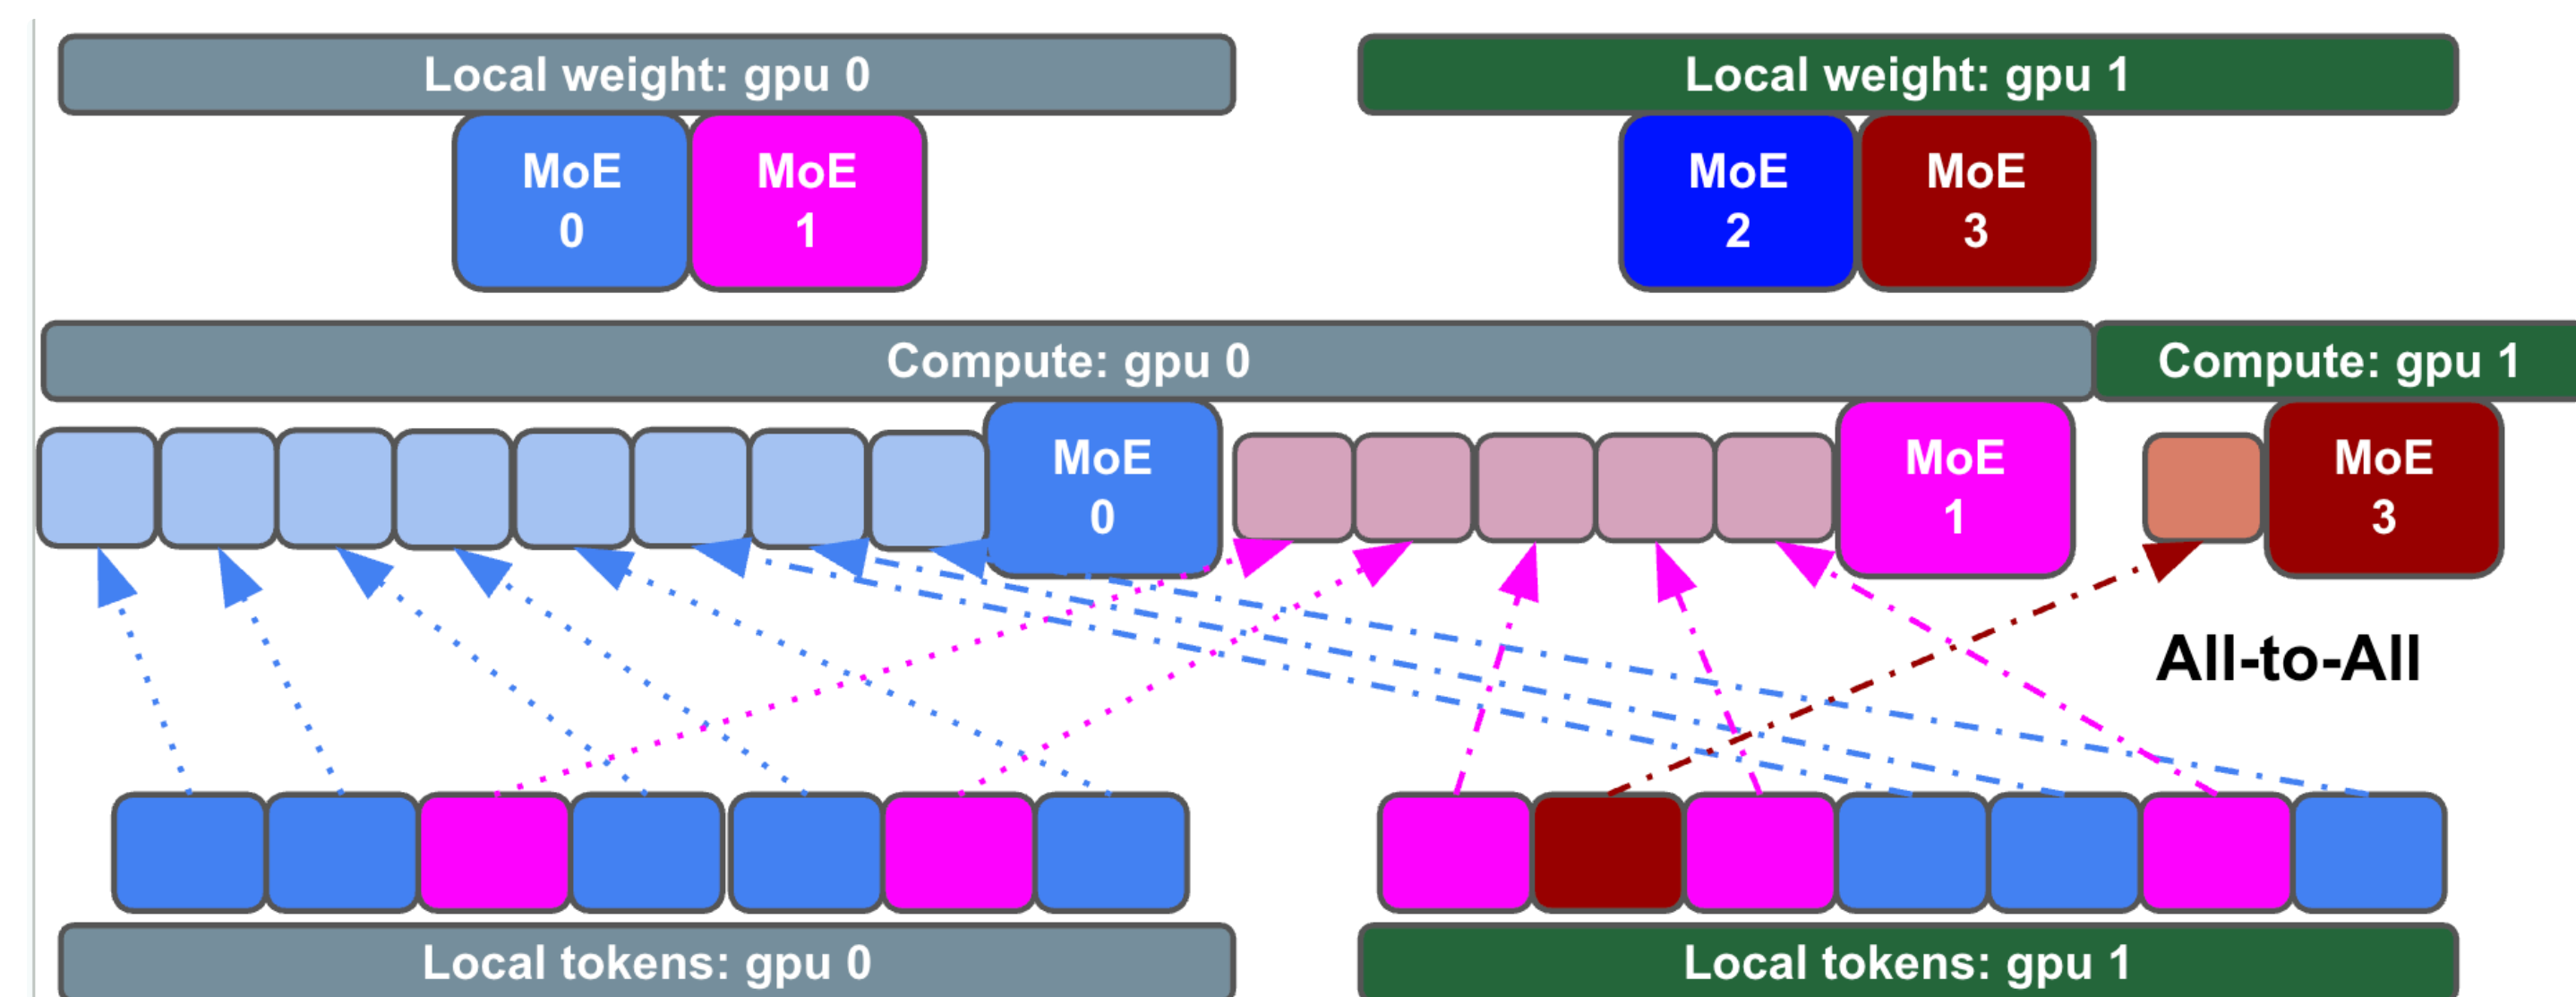 Local weight: gpu 0
Local weight: gpu 1
MoE
0
MoE
1
MoE
2
MoE
3
Compute: gpu 0
Compute: gpu 1
MoE
0
MoE
1
MoE
3
All-to-All
Local tokens: gpu 0
Local tokens: gpu 1